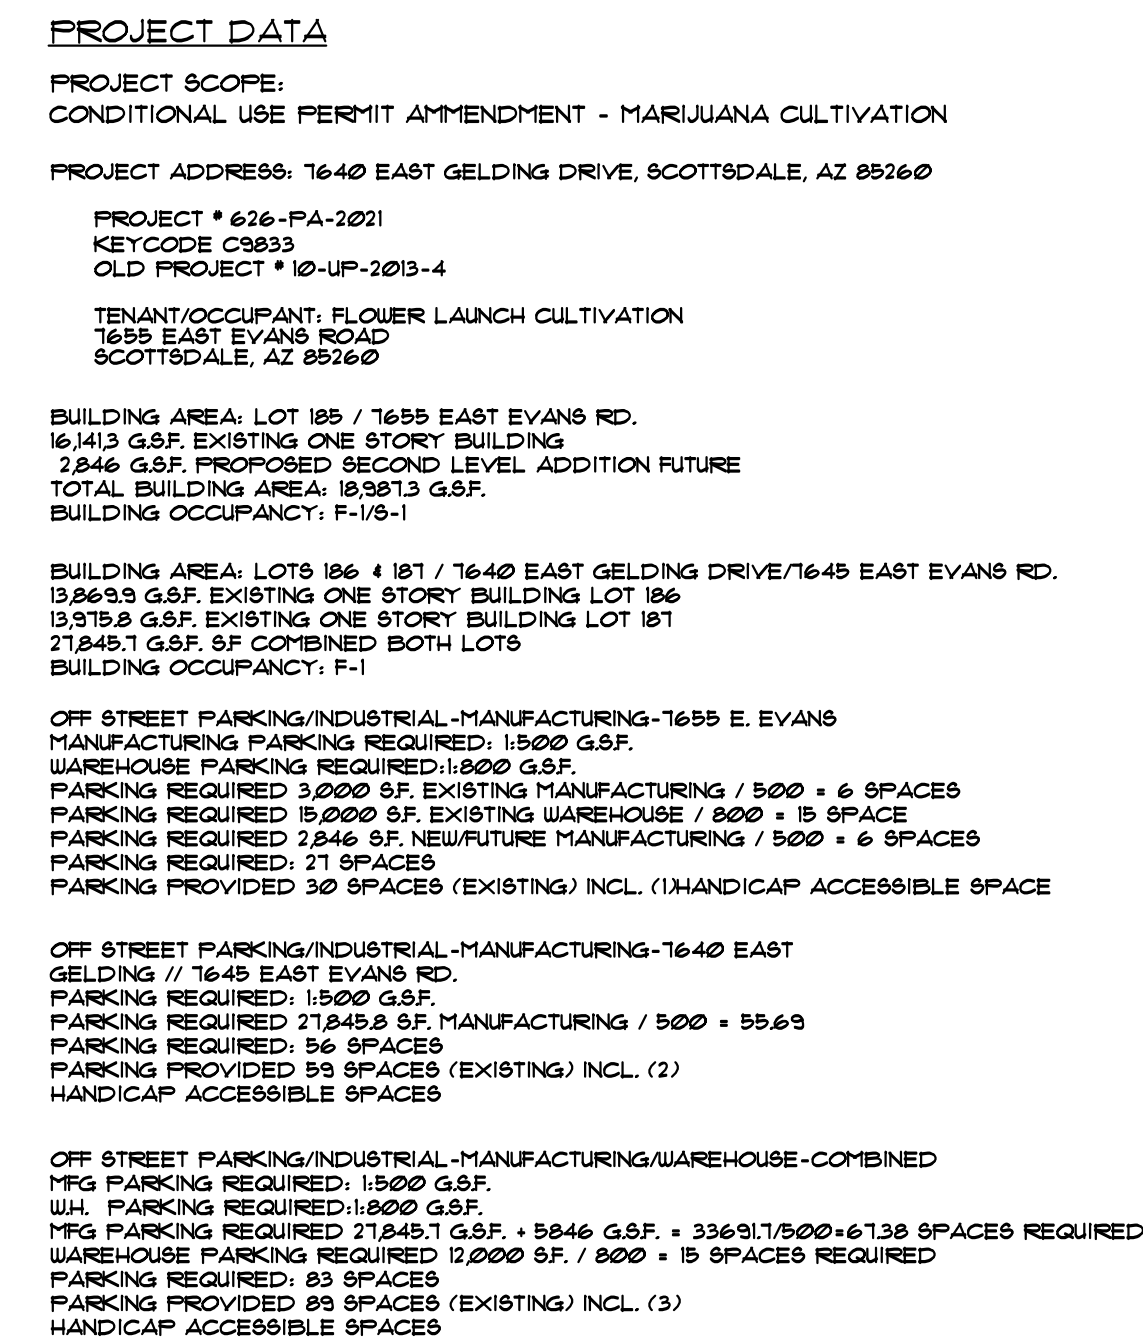 PROJECT DATA
PROJECT SCOPE:
CONDITIONAL USE PERMIT AMMENDMENT - MARIJUANA CULTIVATION
PROJECT ADDRESS: 7640 EAST GELDING DRIVE, SCOTTSDALE, AZ 85260
PROJECT # 626-PA-2021
KEYCODE C9833
OLD PROJECT # 10-UP-2013-4
TENANT/OCCUPANT: FLOWER LAUNCH CULTIVATION
7655 EAST EVANS ROAD
SCOTTSDALE, AZ 85260
BUILDING AREA: LOT 185 / 7655 EAST EVANS RD.
16,141.3 G.S.F. EXISTING ONE STORY BUILDING
2,846 G.S.F. PROPOSED SECOND LEVEL ADDITION FUTURE
TOTAL BUILDING AREA: 18,987.3 G.S.F.
BUILDING OCCUPANCY: F-1/S-1
BUILDING AREA: LOTS 186 & 187 / 7640 EAST GELDING DRIVE/7645 EAST EVANS RD.
13,869.9 G.S.F. EXISTING ONE STORY BUILDING LOT 186
13,975.8 G.S.F. EXISTING ONE STORY BUILDING LOT 187
27,845.7 G.S.F. S.F COMBINED BOTH LOTS
BUILDING OCCUPANCY: F-1
OFF STREET PARKING/INDUSTRIAL-MANUFACTURING-7655 E. EVANS
MANUFACTURING PARKING REQUIRED: 1:500 G.S.F.
WAREHOUSE PARKING REQUIRED:1:800 G.S.F.
PARKING REQUIRED 3,000 S.F. EXISTING MANUFACTURING / 500 = 6 SPACES
PARKING REQUIRED 15,000 S.F. EXISTING WAREHOUSE / 800 = 15 SPACE
PARKING REQUIRED 2,846 S.F. NEW/FUTURE MANUFACTURING / 500 = 6 SPACES
PARKING REQUIRED: 27 SPACES
PARKING PROVIDED 30 SPACES (EXISTING) INCL. (1)HANDICAP ACCESSIBLE SPACE
OFF STREET PARKING/INDUSTRIAL-MANUFACTURING-7640 EAST
GELDING // 7645 EAST EVANS RD.
PARKING REQUIRED: 1:500 G.S.F.
PARKING REQUIRED 27,845.8 S.F. MANUFACTURING / 500 = 55.69
PARKING REQUIRED: 56 SPACES
PARKING PROVIDED 59 SPACES (EXISTING) INCL. (2)
HANDICAP ACCESSIBLE SPACES
OFF STREET PARKING/INDUSTRIAL-MANUFACTURING/WAREHOUSE-COMBINED
MFG PARKING REQUIRED: 1:500 G.S.F.
W.H. PARKING REQUIRED:1:800 G.S.F.
MFG PARKING REQUIRED 27,845.7 G.S.F. + 5846 G.S.F. = 33691.7/500=67.38 SPACES REQUIRED
WAREHOUSE PARKING REQUIRED 12,000 S.F. / 800 = 15 SPACES REQUIRED
PARKING REQUIRED: 83 SPACES
PARKING PROVIDED 89 SPACES (EXISTING) INCL. (3)
HANDICAP ACCESSIBLE SPACES